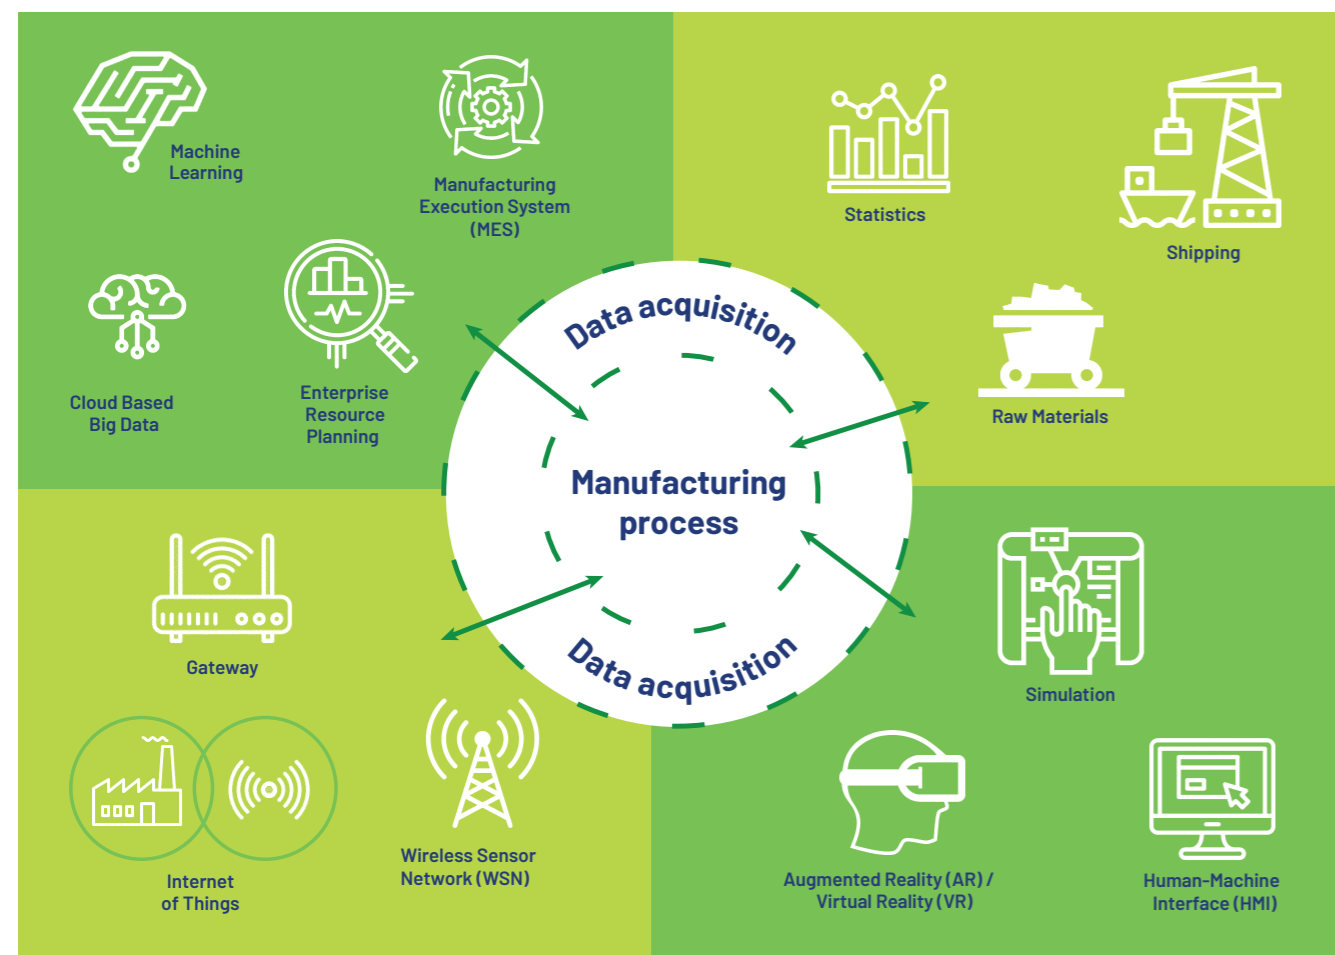 Machine
Learning
Manufacturing
Execution System
(MES)
Cloud Based
Big Data
Enterprise
Resource
Planning
Statistics
Shipping
Raw Materials
Data acquisition
Manufacturing
process
Data acquisition
Gateway
Internet
of Things
Wireless Sensor
Network (WSN)
Simulation
Augmented Reality (AR) /
Virtual Reality (VR)
Human-Machine
Interface (HMI)